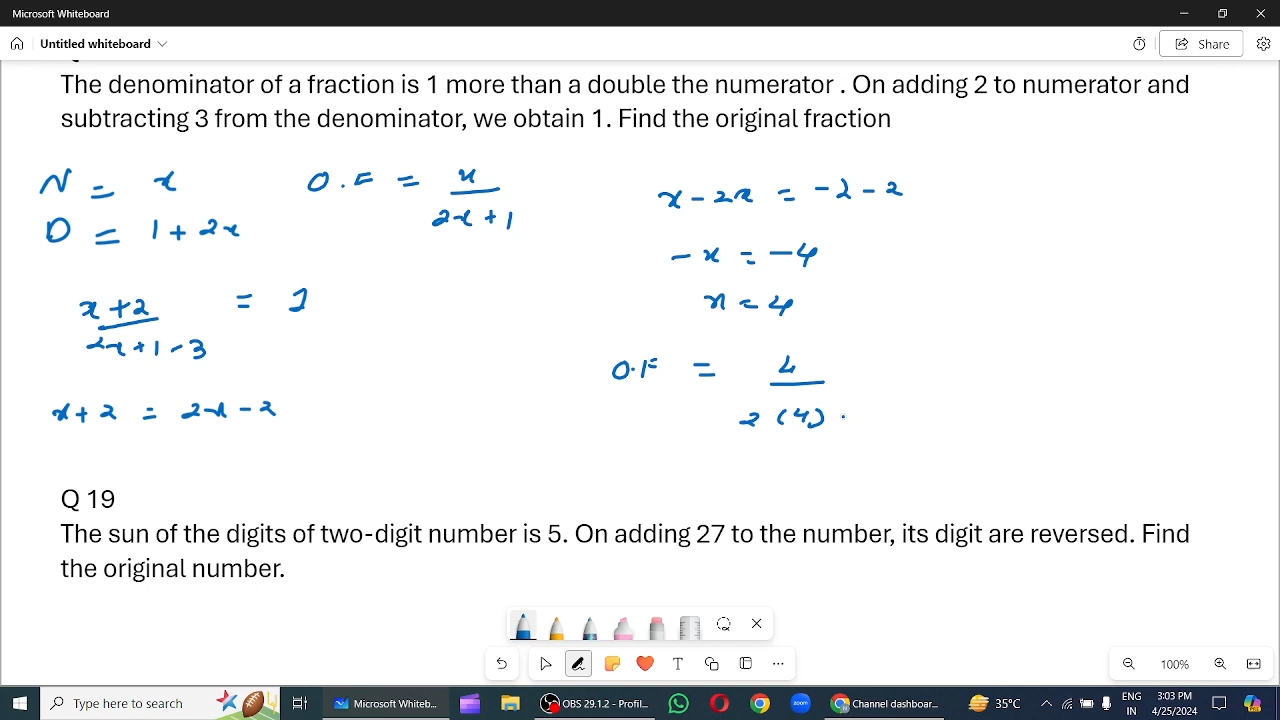 Microsoft Whiteboard
Untitled whiteboard
Share
The denominator of a fraction is 1 more than a double the numerator . On adding 2 to numerator and
subtracting 3 from the denominator, we obtain 1. Find the original fraction
N = x
D = 1 + 2x
O.F = x / 2x + 1
x + 2 / 2x + 1 - 3 = 1
x + 2 = 2x - 2
x - 2x = -2 - 2
- x = -4
x = 4
O.F = 4 / 2 (4)
Q 19
The sun of the digits of two-digit number is 5. On adding 27 to the number, its digit are reversed. Find
the original number.
100%
Type here to search
Microsoft Whiteb...
OBS 29.1.2 - Profil...
zoom
Channel dashboar...
35°C
ENG
IN
3:03 PM
4/25/2024